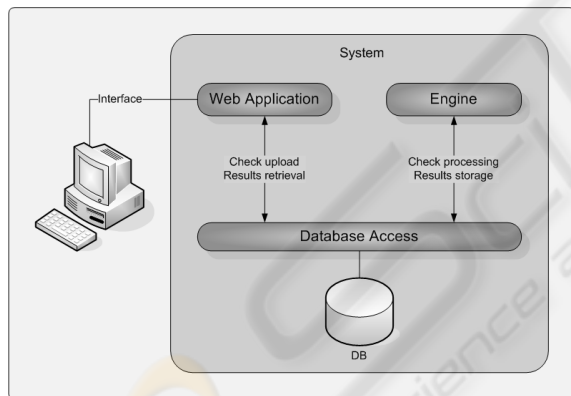 System
Interface
Web Application
Engine
Check upload
Results retrieval
Check processing
Results storage
Database Access
DB